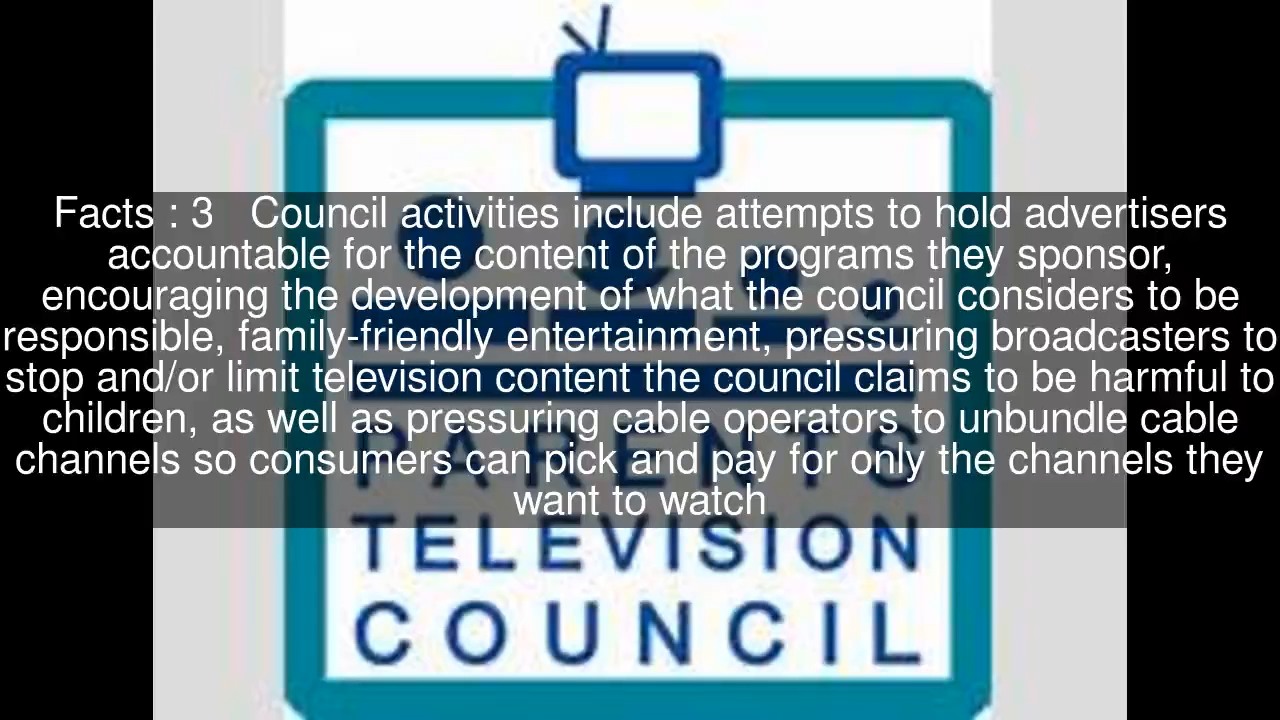 Facts : 3   Council activities include attempts to hold advertisers
accountable for the content of the programs they sponsor,
encouraging the development of what the council considers to be
responsible, family-friendly entertainment, pressuring broadcasters to
stop and/or limit television content the council claims to be harmful to
children, as well as pressuring cable operators to unbundle cable
channels so consumers can pick and pay for only the channels they
want to watch
PARENTS
TELEVISION
COUNCIL